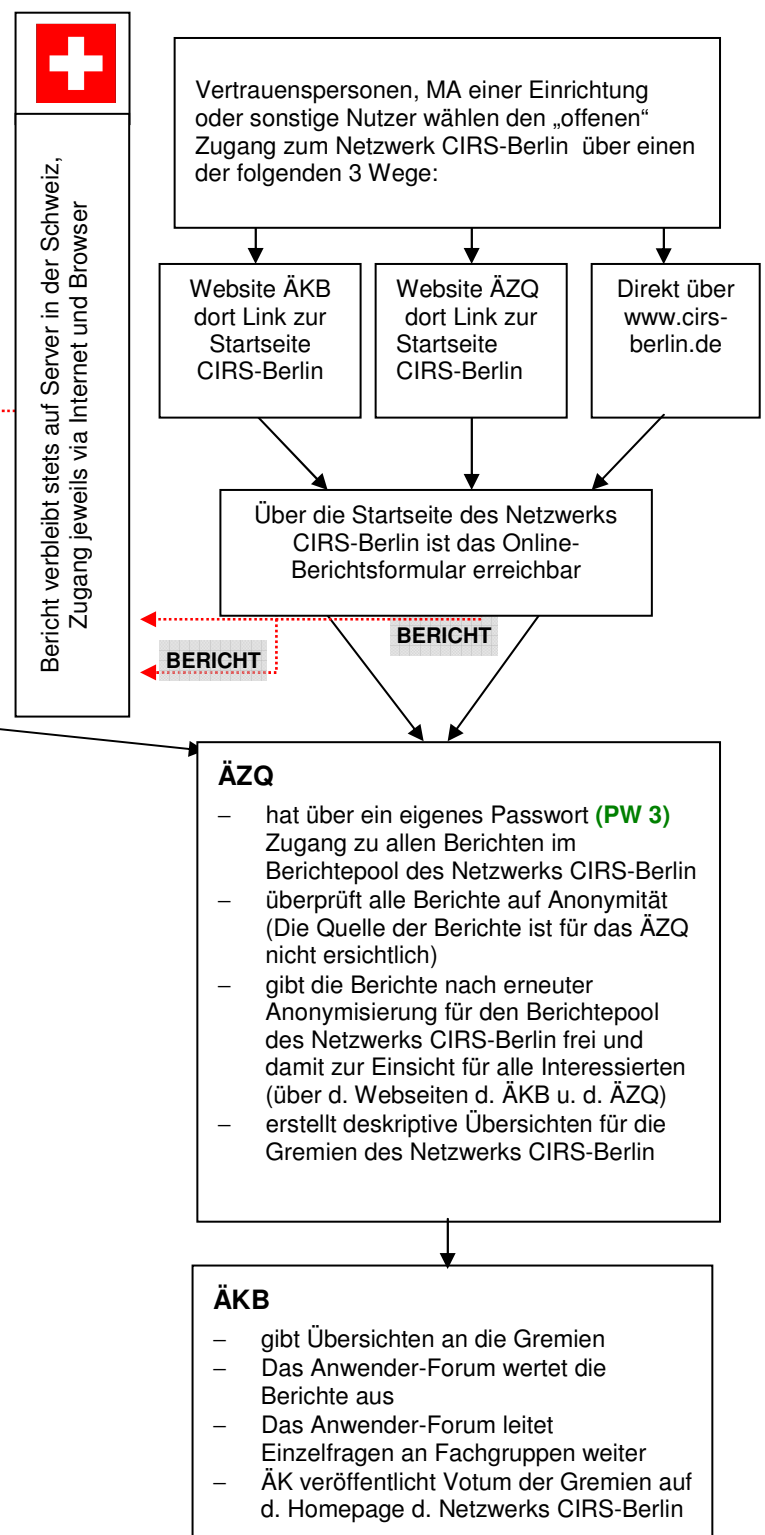 Bericht verbleibt stets auf Server in der Schweiz,
Zugang jeweils via Internet und Browser
Vertrauenspersonen, MA einer Einrichtung
oder sonstige Nutzer wählen den „offenen“
Zugang zum Netzwerk CIRS-Berlin über einen
der folgenden 3 Wege:
Website ÄKB
dort Link zur
Startseite
CIRS-Berlin
Website ÄZQ
dort Link zur
Startseite
CIRS-Berlin
Direkt über
www.cirs-
berlin.de
Über die Startseite des Netzwerks
CIRS-Berlin ist das Online-
Berichtsformular erreichbar
BERICHT
BERICHT
ÄZQ
– hat über ein eigenes Passwort (PW 3)
Zugang zu allen Berichten im
Berichtepool des Netzwerks CIRS-Berlin
– überprüft alle Berichte auf Anonymität
(Die Quelle der Berichte ist für das ÄZQ
nicht ersichtlich)
– gibt die Berichte nach erneuter
Anonymisierung für den Berichtepool
des Netzwerks CIRS-Berlin frei und
damit zur Einsicht für alle Interessierten
(über d. Webseiten d. ÄKB u. d. ÄZQ)
– erstellt deskriptive Übersichten für die
Gremien des Netzwerks CIRS-Berlin
ÄKB
– gibt Übersichten an die Gremien
– Das Anwender-Forum wertet die
Berichte aus
– Das Anwender-Forum leitet
Einzelfragen an Fachgruppen weiter
– ÄK veröffentlicht Votum der Gremien auf
d. Homepage d. Netzwerks CIRS-Berlin